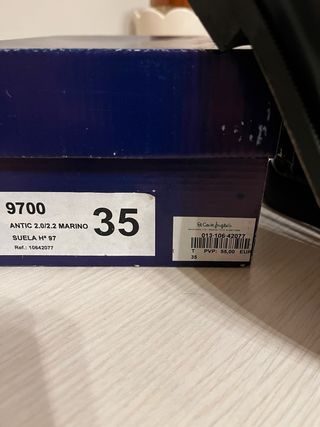 9700
ANTIC 2.0/2.2 MARINO
SUELA Hª 97
Ref.: 10642077
35
El Corte Inglés
013-106-42077
T PVP: 55,00 EUR
35